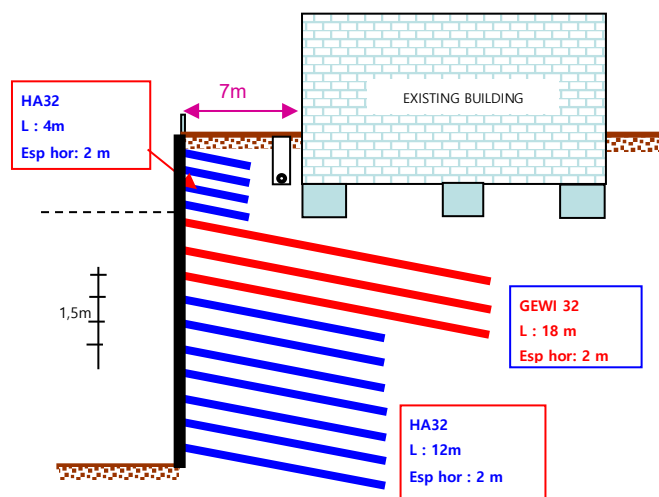 7m
EXISTING BUILDING
HA32
L : 4m
Esp hor: 2 m
1,5m
GEWI 32
L : 18 m
Esp hor: 2 m
HA32
L : 12m
Esp hor : 2 m